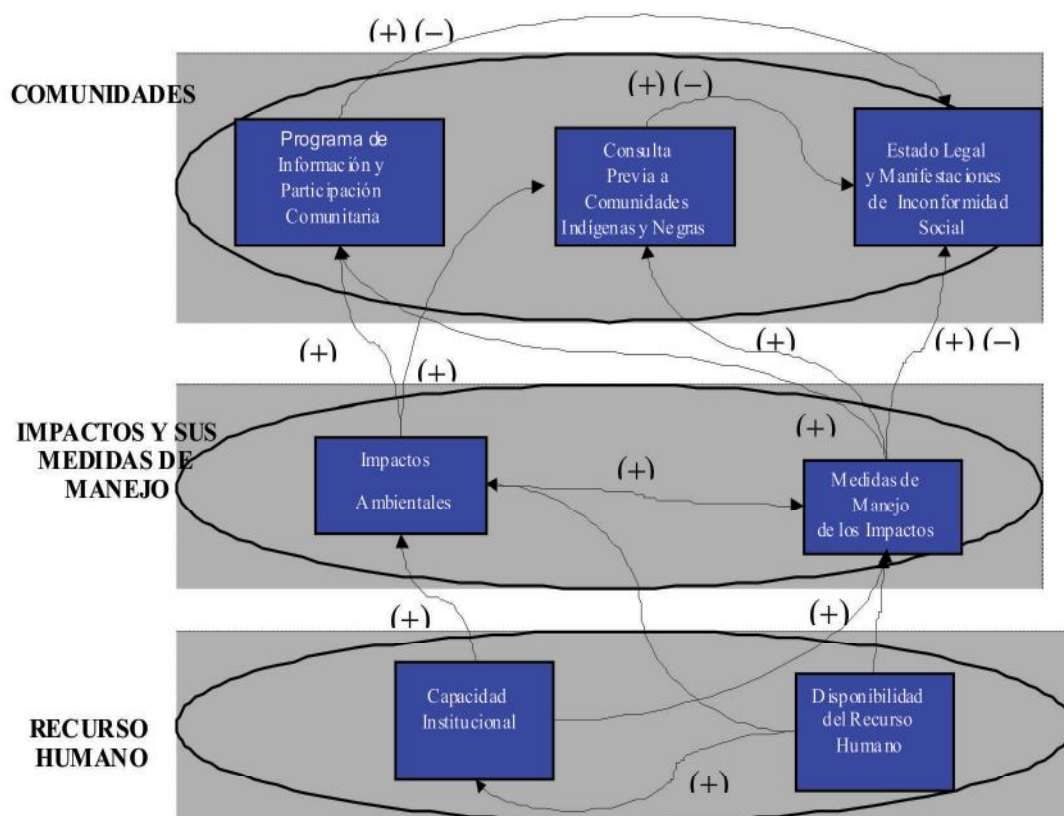 (+) (−)
COMUNIDADES
(+) (−)
Programa de
Información y
Participación
Comunitaria
Consulta
Previa a
Comunidades
Indígenas y Negras
Estado Legal
y Manifestaciones
de Inconformidad
Social
(+)
(+)
(+)
(+) (−)
IMPACTOS Y SUS
MEDIDAS DE
MANEJO
Impactos
Ambientales
(+)
(+)
Medidas de
Manejo
de los Impactos
(+)
(+)
RECURSO
HUMANO
Capacidad
Institucional
Disponibilidad
del Recurso
Humano
(+)